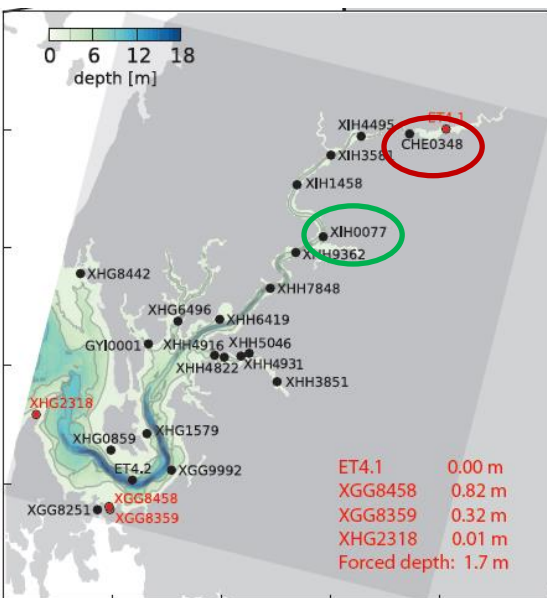 0 6 12 18
depth [m]
XIH4495
ET4.1
CHE0348
XIH3581
XIH1458
XIH0077
XHH9362
XHG8442
XHH7848
XHG6496
XHH6419
GYI0001
XHH4916
XHH5046
XHH4822
XHH4931
XHH3851
XHG2318
XHG1579
XHG0859
ET4.2
XGG9992
XGG8458
XGG8251
XGG8359
ET4.1 0.00 m
XGG8458 0.82 m
XGG8359 0.32 m
XHG2318 0.01 m
Forced depth: 1.7 m